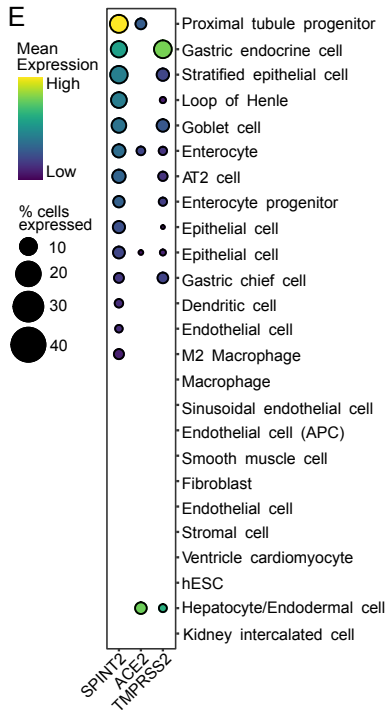 E
Mean
Expression
High
Low
% cells
expressed
10
20
30
40
Proximal tubule progenitor
Gastric endocrine cell
Stratified epithelial cell
Loop of Henle
Goblet cell
Enterocyte
AT2 cell
Enterocyte progenitor
Epithelial cell
Epithelial cell
Gastric chief cell
Dendritic cell
Endothelial cell
M2 Macrophage
Macrophage
Sinusoidal endothelial cell
Endothelial cell (APC)
Smooth muscle cell
Fibroblast
Endothelial cell
Stromal cell
Ventricle cardiomyocyte
hESC
Hepatocyte/Endodermal cell
Kidney intercalated cell
SPINT2
ACE2
TMPRSS2